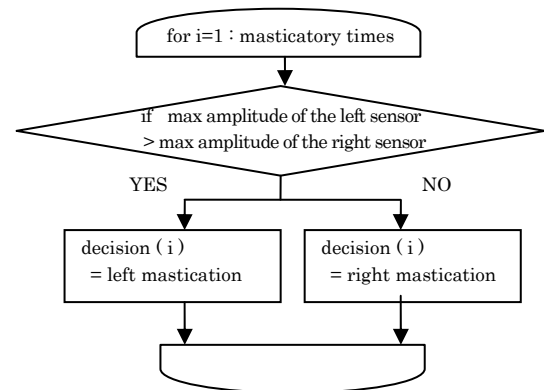 for i=1 : masticatory times
if max amplitude of the left sensor
> max amplitude of the right sensor
YES
NO
decision ( i )
= left mastication
decision ( i )
= right mastication